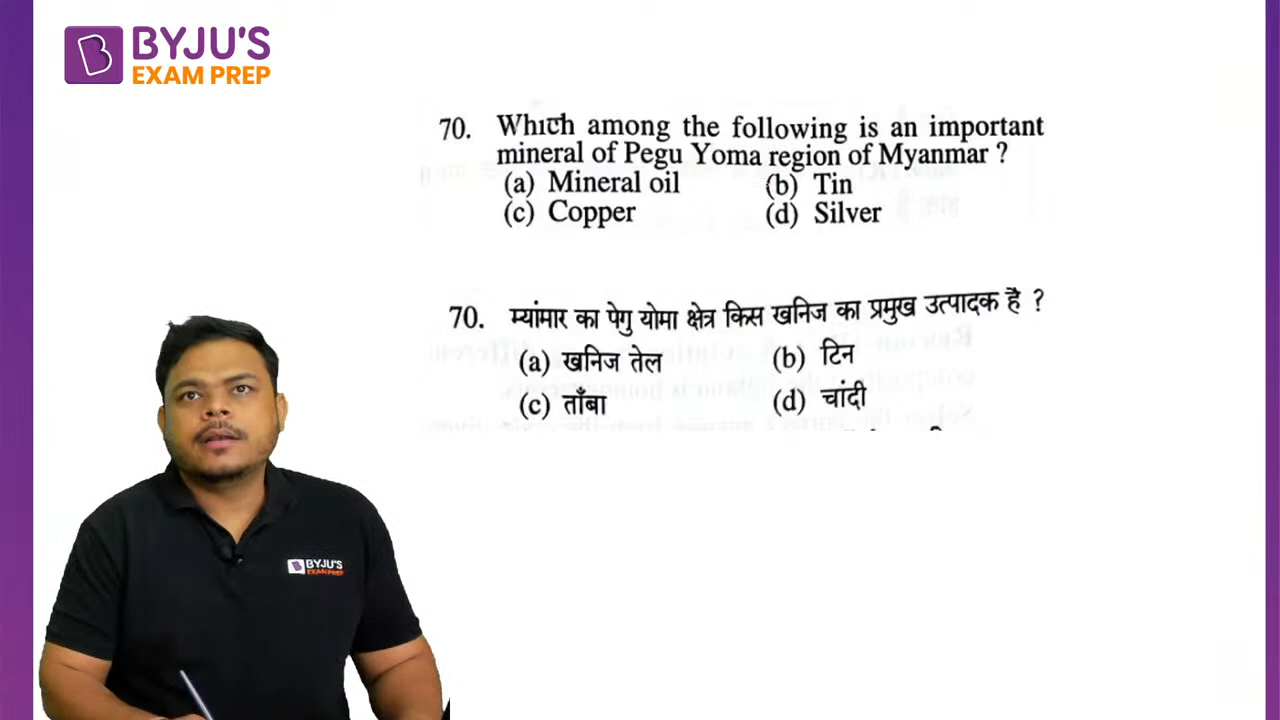 BYJU'S
EXAM PREP
70. Which among the following is an important
mineral of Pegu Yoma region of Myanmar ?
(a) Mineral oil (b) Tin
(c) Copper (d) Silver
70. म्यांमार का पेगु योमा क्षेत्र किस खनिज का प्रमुख उत्पादक है ?
(a) खनिज तेल (b) टिन
(c) ताँबा (d) चांदी
BYJU'S
EXAM PREP